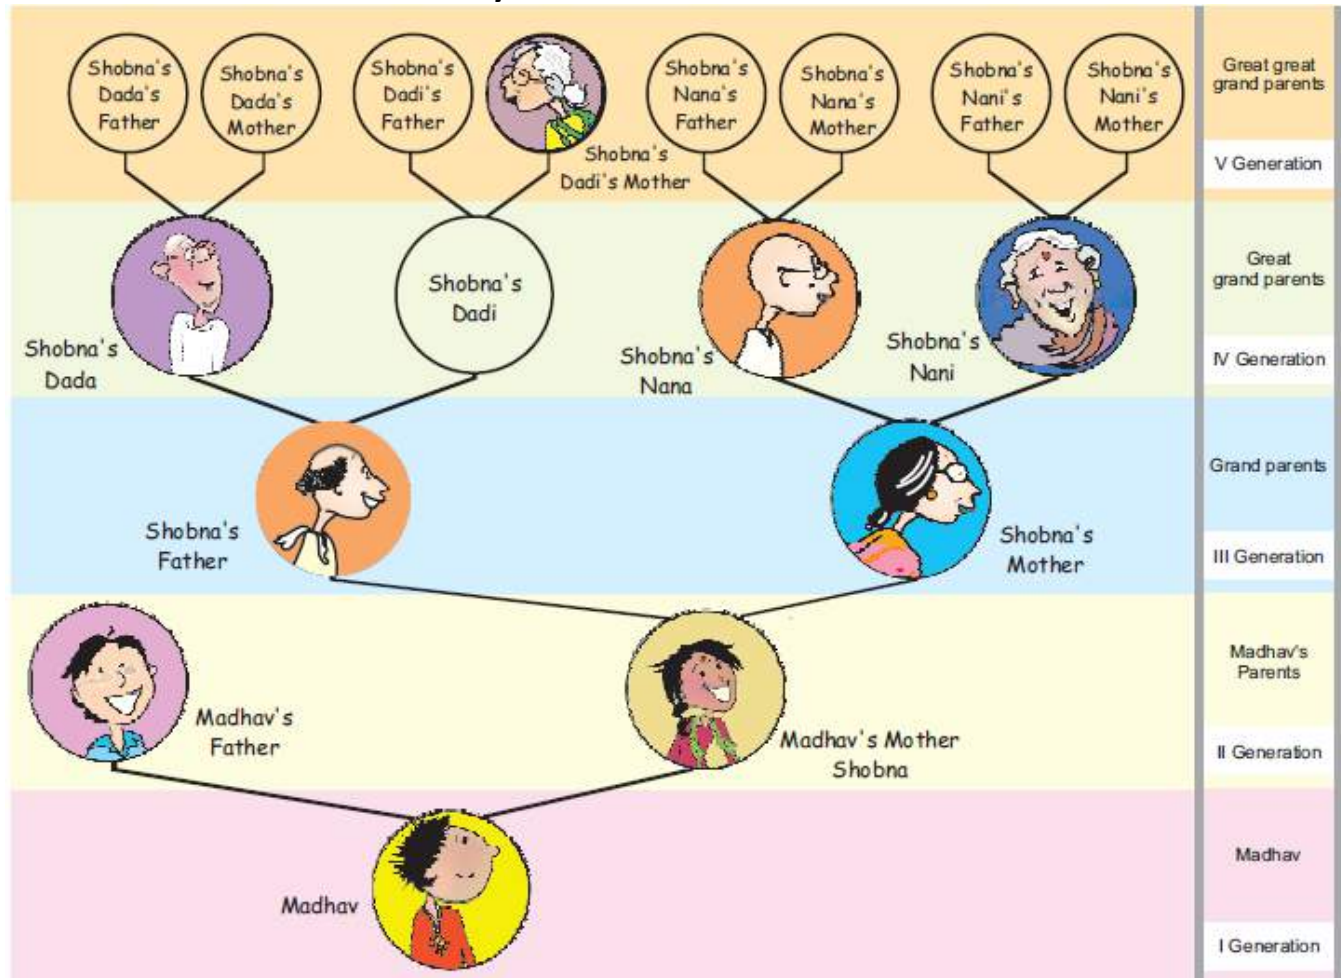 Shobna's
Dada's
Father
Shobna's
Dada's
Mother
Shobna's
Dadi's
Father
Shobna's
Dadi's Mother
Shobna's
Nana's
Father
Shobna's
Nana's
Mother
Shobna's
Nani's
Father
Shobna's
Nani's
Mother
Great great
grand parents
V Generation
Shobna's
Dada
Shobna's
Dadi
Shobna's
Nana
Shobna's
Nani
Great
grand parents
IV Generation
Shobna's
Father
Shobna's
Mother
Grand parents
III Generation
Madhav's
Father
Madhav's Mother
Shobna
Madhav's
Parents
II Generation
Madhav
Madhav
I Generation